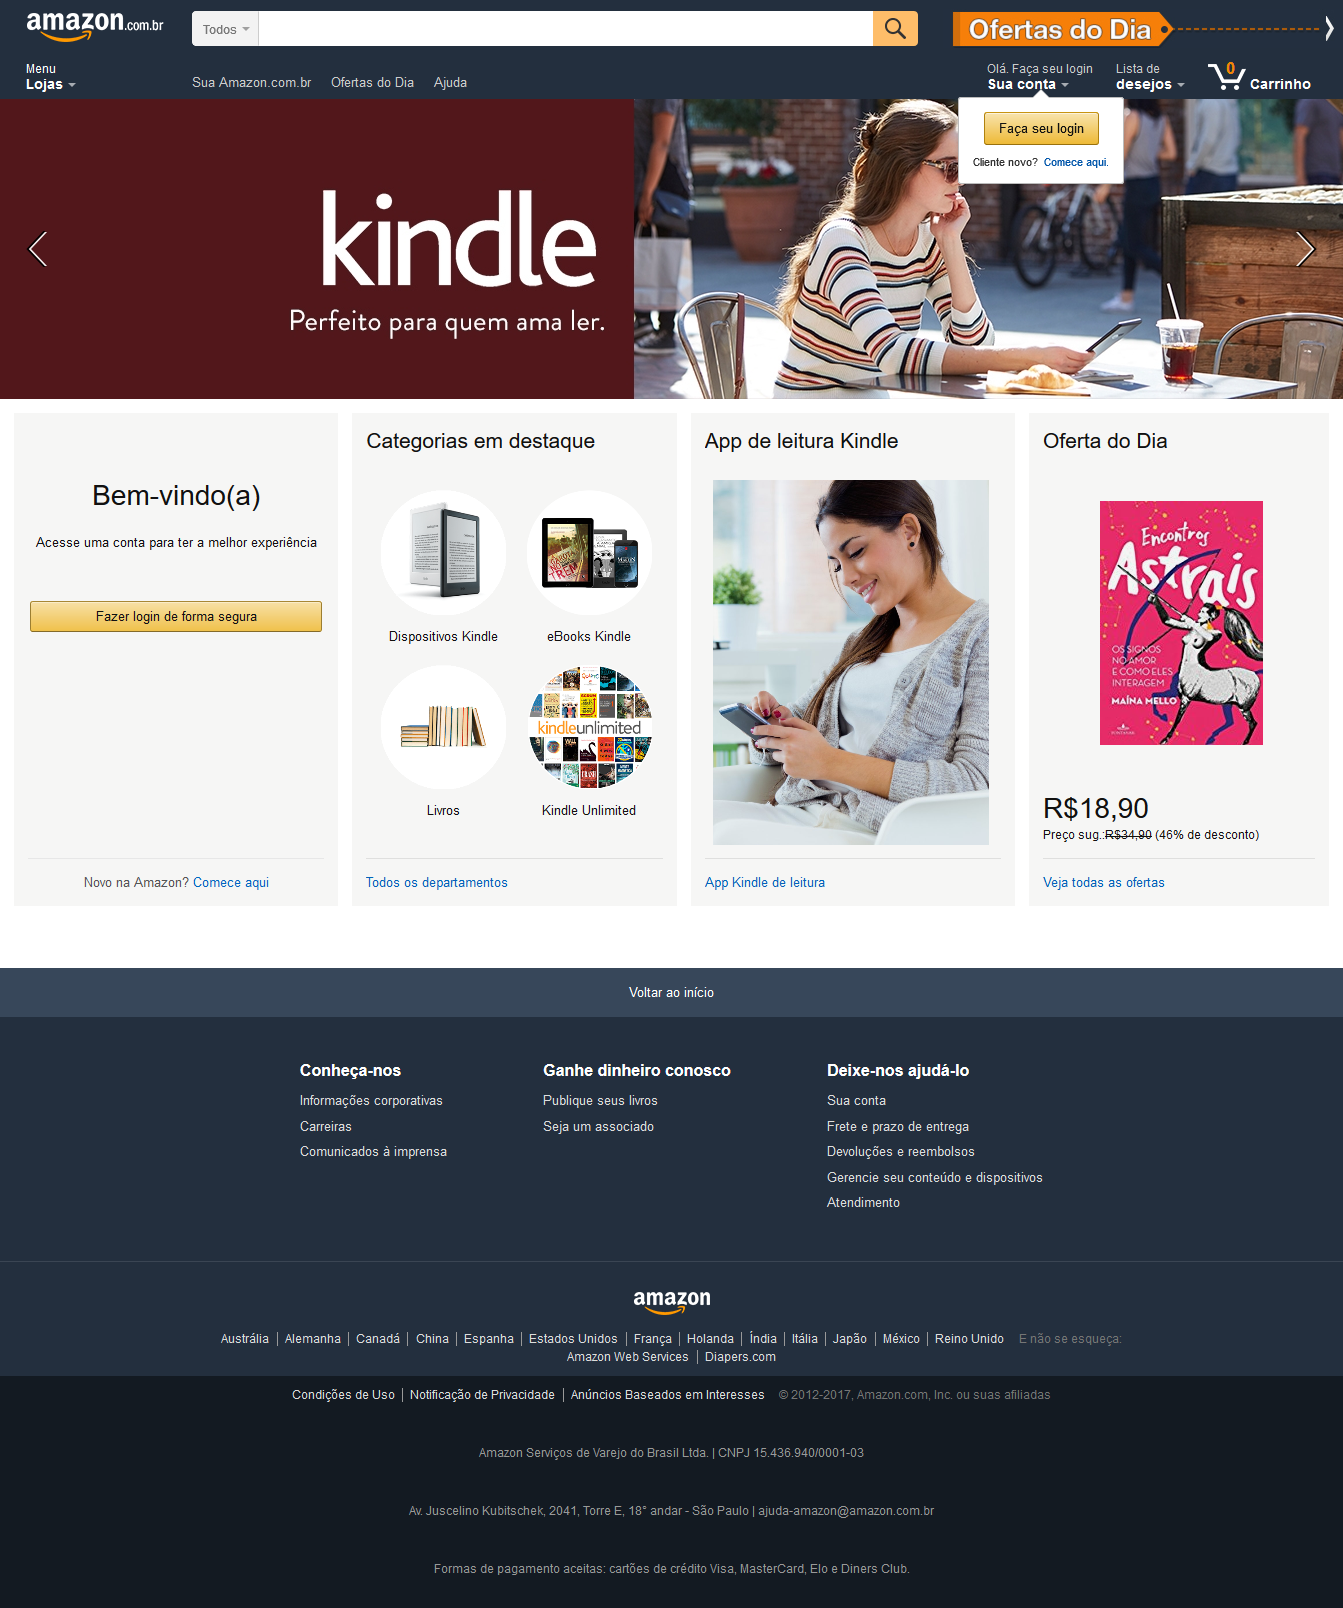 amazon.com.br
Todos
Ofertas do Dia
Menu
Lojas
Sua Amazon.com.br
Ofertas do Dia
Ajuda
Olá. Faça seu login
Sua conta
Lista de
desejos
0
Carrinho
Faça seu login
Cliente novo? Comece aqui.
kindle
Perfeito para quem ama ler.
Bem-vindo(a)
Acesse uma conta para ter a melhor experiência
Fazer login de forma segura
Novo na Amazon? Comece aqui
Categorias em destaque
Dispositivos Kindle
eBooks Kindle
kindleunlimited
Livros
Kindle Unlimited
Todos os departamentos
App de leitura Kindle
App Kindle de leitura
Oferta do Dia
Encontros
Astrais
OS SIGNOS
NO AMOR
E COMO ELES
INTERAGEM
MAÍNA MELLO
R$18,90
Preço sug.:R$34,90 (46% de desconto)
Veja todas as ofertas
Voltar ao início
Conheça-nos
Informações corporativas
Carreiras
Comunicados à imprensa
Ganhe dinheiro conosco
Publique seus livros
Seja um associado
Deixe-nos ajudá-lo
Sua conta
Frete e prazo de entrega
Devoluções e reembolsos
Gerencie seu conteúdo e dispositivos
Atendimento
amazon
Austrália | Alemanha | Canadá | China | Espanha | Estados Unidos | França | Holanda | Índia | Itália | Japão | México | Reino Unido E não se esqueça:
Amazon Web Services | Diapers.com
Condições de Uso | Notificação de Privacidade | Anúncios Baseados em Interesses © 2012-2017, Amazon.com, Inc. ou suas afiliadas
Amazon Serviços de Varejo do Brasil Ltda. | CNPJ 15.436.940/0001-03
Av. Juscelino Kubitschek, 2041, Torre E, 18° andar - São Paulo | ajuda-amazon@amazon.com.br
Formas de pagamento aceitas: cartões de crédito Visa, MasterCard, Elo e Diners Club.